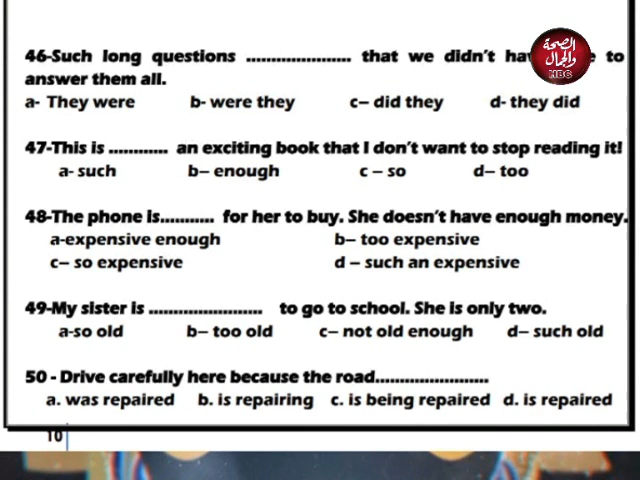 46-Such long questions ..................... that we didn't to
answer them all.
a- They were b- were they c– did they d- they did
47-This is ............ an exciting book that I don't want to stop reading it!
a- such b– enough c – so d– too
48-The phone is........... for her to buy. She doesn't have enough money.
a-expensive enough b– too expensive
c– so expensive d – such an expensive
49-My sister is ....................... to go to school. She is only two.
a-so old b– too old c– not old enough d– such old
50 - Drive carefully here because the road.......................
a. was repaired b. is repairing c. is being repaired d. is repaired
10
الصحة
والجمال
HBC